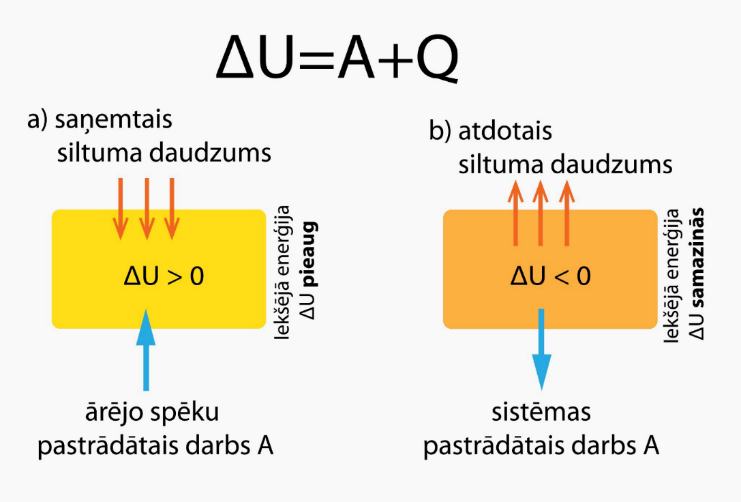 ΔU=A+Q
a) saņemtais
siltuma daudzums
ΔU > 0
Iekšējā enerģija
ΔU pieaug
ārējo spēku
pastrādātais darbs A
b) atdotais
siltuma daudzums
ΔU < 0
Iekšējā enerģija
ΔU samazinās
sistēmas
pastrādātais darbs A